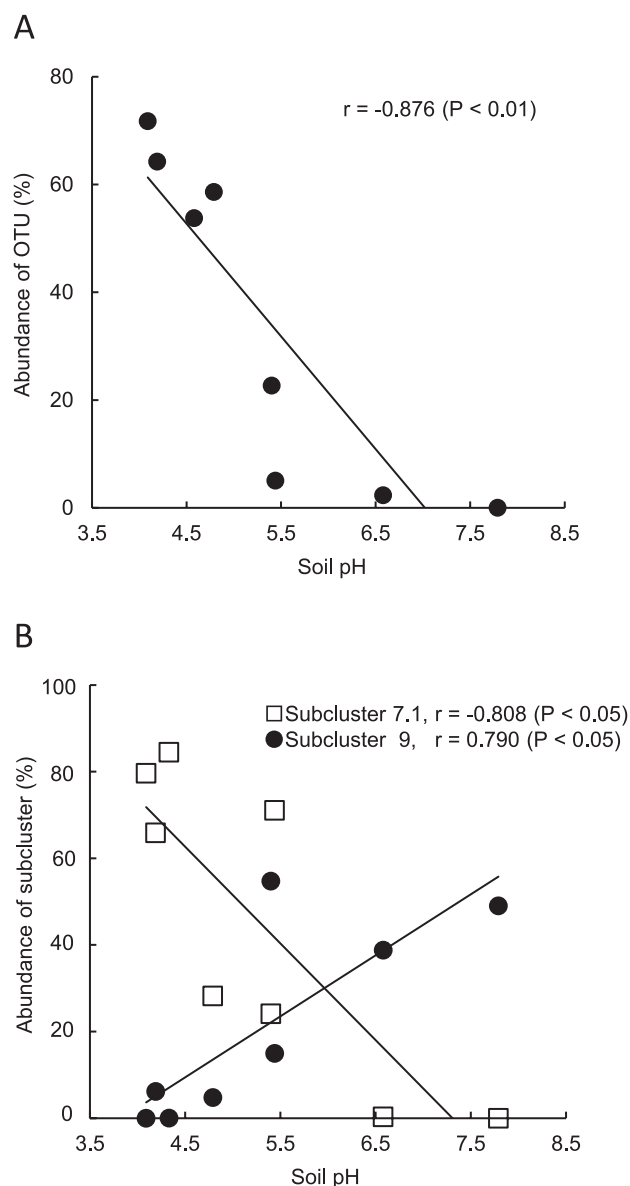 A
80
60
40
20
0
Abundance of OTU (%)
r = -0.876 (P < 0.01)
3.5 4.5 5.5 6.5 7.5 8.5
Soil pH
B
100
80
60
40
20
0
Abundance of subcluster (%)
Subcluster 7.1, r = -0.808 (P < 0.05)
Subcluster 9, r = 0.790 (P < 0.05)
3.5 4.5 5.5 6.5 7.5 8.5
Soil pH